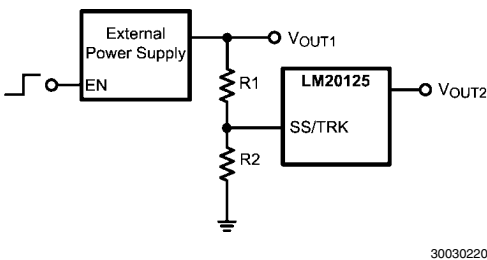 External
Power Supply
EN
VOUT1
R1
LM20125
SS/TRK
VOUT2
R2
30030220